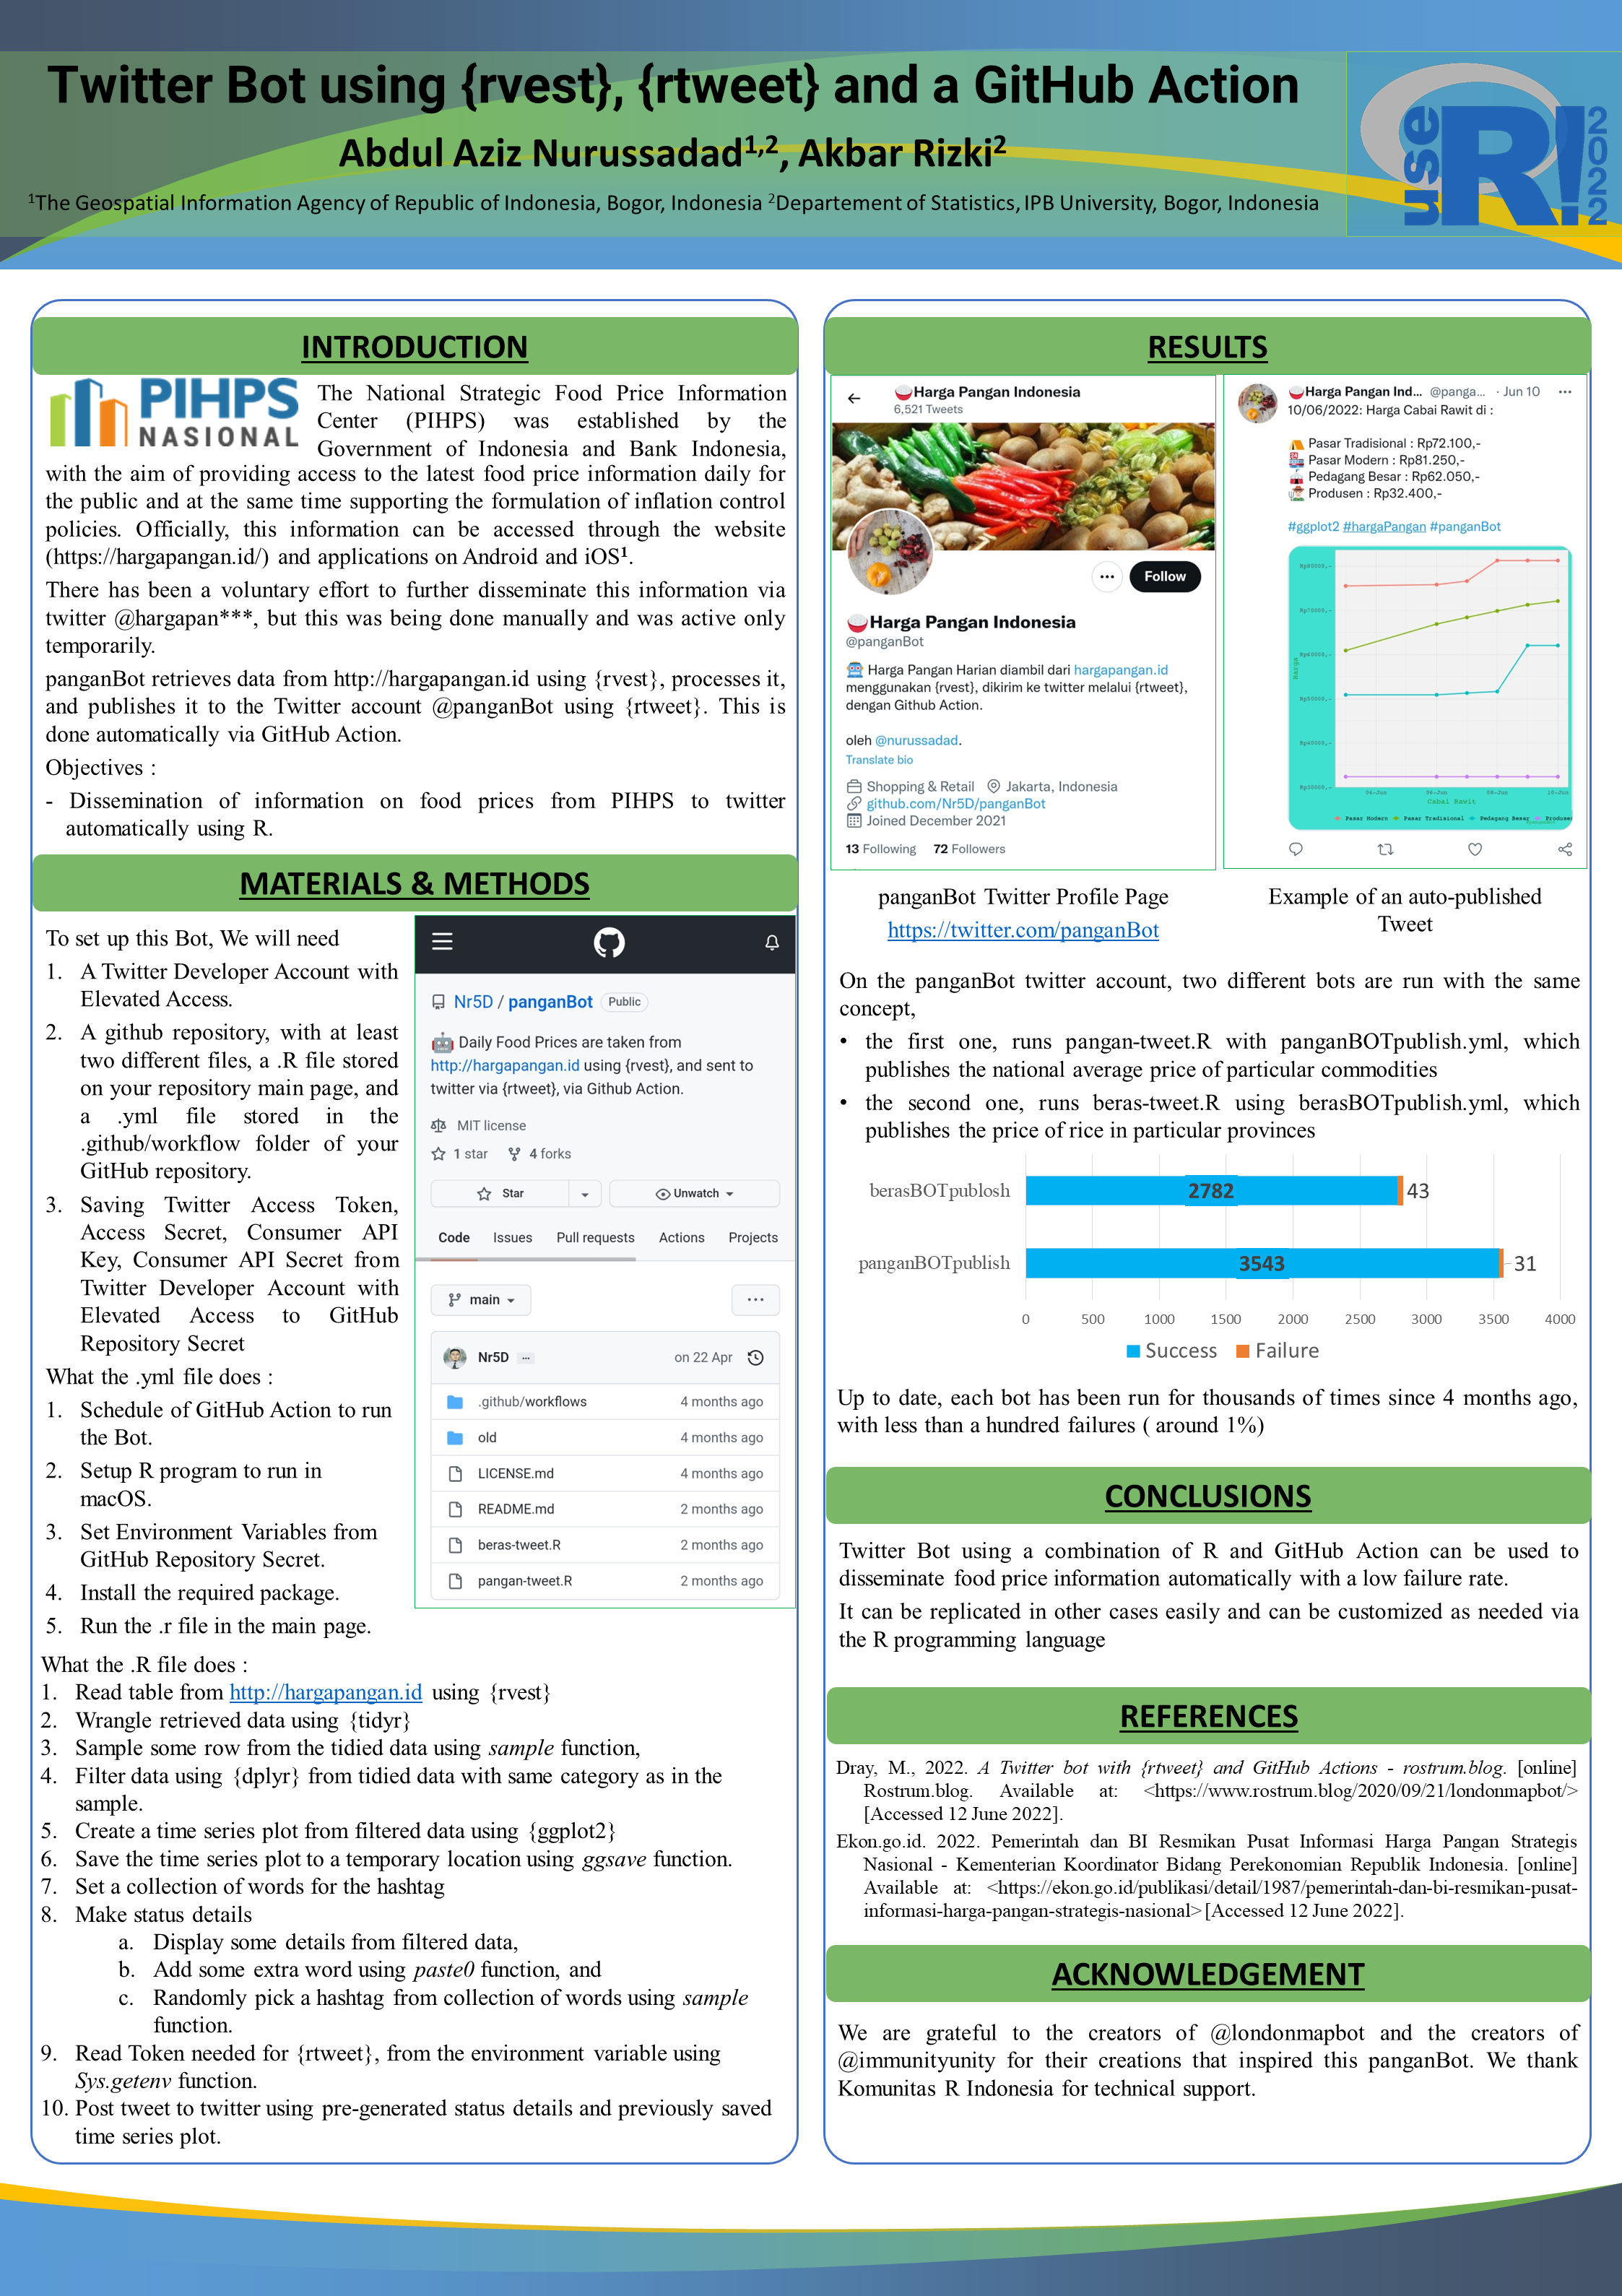 Twitter Bot using {rvest}, {rtweet} and a GitHub Action
Abdul Aziz Nurussadad1,2, Akbar Rizki2
1The Geospatial Information Agency of Republic of Indonesia, Bogor, Indonesia 2Departement of Statistics, IPB University, Bogor, Indonesia
use R! 2022
INTRODUCTION
PIHPS
NASIONAL
The National Strategic Food Price Information
Center (PIHPS) was established by the
Government of Indonesia and Bank Indonesia,
with the aim of providing access to the latest food price information daily for
the public and at the same time supporting the formulation of inflation control
policies. Officially, this information can be accessed through the website
(https://hargapangan.id/) and applications on Android and iOS1.
There has been a voluntary effort to further disseminate this information via
twitter @hargapan***, but this was being done manually and was active only
temporarily.
panganBot retrieves data from http://hargapangan.id using {rvest}, processes it,
and publishes it to the Twitter account @panganBot using {rtweet}. This is
done automatically via GitHub Action.
Objectives :
- Dissemination of information on food prices from PIHPS to twitter
automatically using R.
MATERIALS & METHODS
To set up this Bot, We will need
1. A Twitter Developer Account with
Elevated Access.
2. A github repository, with at least
two different files, a .R file stored
on your repository main page, and
a .yml file stored in the
.github/workflow folder of your
GitHub repository.
3. Saving Twitter Access Token,
Access Secret, Consumer API
Key, Consumer API Secret from
Twitter Developer Account with
Elevated Access to GitHub
Repository Secret
What the .yml file does :
1. Schedule of GitHub Action to run
the Bot.
2. Setup R program to run in
macOS.
3. Set Environment Variables from
GitHub Repository Secret.
4. Install the required package.
5. Run the .r file in the main page.
Nr5D / panganBot Public
Daily Food Prices are taken from
http://hargapangan.id using {rvest}, and sent to
twitter via {rtweet}, via Github Action.
MIT license
1 star 4 forks
Star Unwatch
Code Issues Pull requests Actions Projects
main ...
Nr5D ... on 22 Apr
.github/workflows 4 months ago
old 4 months ago
LICENSE.md 4 months ago
README.md 2 months ago
beras-tweet.R 2 months ago
pangan-tweet.R 2 months ago
What the .R file does :
1. Read table from http://hargapangan.id using {rvest}
2. Wrangle retrieved data using {tidyr}
3. Sample some row from the tidied data using sample function,
4. Filter data using {dplyr} from tidied data with same category as in the
sample.
5. Create a time series plot from filtered data using {ggplot2}
6. Save the time series plot to a temporary location using ggsave function.
7. Set a collection of words for the hashtag
8. Make status details
a. Display some details from filtered data,
b. Add some extra word using paste0 function, and
c. Randomly pick a hashtag from collection of words using sample
function.
9. Read Token needed for {rtweet}, from the environment variable using
Sys.getenv function.
10. Post tweet to twitter using pre-generated status details and previously saved
time series plot.
RESULTS
Harga Pangan Indonesia
6,521 Tweets
Follow
Harga Pangan Indonesia
@panganBot
Harga Pangan Harian diambil dari hargapangan.id
menggunakan {rvest}, dikirim ke twitter melalui {rtweet},
dengan Github Action.
oleh @nurussadad.
Translate bio
Shopping & Retail Jakarta, Indonesia
github.com/Nr5D/panganBot
Joined December 2021
13 Following 72 Followers
Harga Pangan Ind... @panga... · Jun 10 ...
10/06/2022: Harga Cabai Rawit di :
Pasar Tradisional : Rp72.100,-
Pasar Modern : Rp81.250,-
Pedagang Besar : Rp62.050,-
Produsen : Rp32.400,-
#ggplot2 #hargaPangan #panganBot
Rp80000,-
Rp70000,-
Rp60000,-
Rp50000,-
Rp40000,-
Rp30000,-
Harga
04-Jun 06-Jun 08-Jun 10-Jun
Cabai Rawit
Pasar Modern Pasar Tradisional Pedagang Besar Produsen
panganBot Twitter Profile Page
https://twitter.com/panganBot
Example of an auto-published
Tweet
On the panganBot twitter account, two different bots are run with the same
concept,
• the first one, runs pangan-tweet.R with panganBOTpublish.yml, which
publishes the national average price of particular commodities
• the second one, runs beras-tweet.R using berasBOTpublish.yml, which
publishes the price of rice in particular provinces
berasBOTpublosh 2782 43
panganBOTpublish 3543 31
0 500 1000 1500 2000 2500 3000 3500 4000
Success Failure
Up to date, each bot has been run for thousands of times since 4 months ago,
with less than a hundred failures ( around 1%)
CONCLUSIONS
Twitter Bot using a combination of R and GitHub Action can be used to
disseminate food price information automatically with a low failure rate.
It can be replicated in other cases easily and can be customized as needed via
the R programming language
REFERENCES
Dray, M., 2022. A Twitter bot with {rtweet} and GitHub Actions - rostrum.blog. [online]
Rostrum.blog. Available at: <https://www.rostrum.blog/2020/09/21/londonmapbot/>
[Accessed 12 June 2022].
Ekon.go.id. 2022. Pemerintah dan BI Resmikan Pusat Informasi Harga Pangan Strategis
Nasional - Kementerian Koordinator Bidang Perekonomian Republik Indonesia. [online]
Available at: <https://ekon.go.id/publikasi/detail/1987/pemerintah-dan-bi-resmikan-pusat-
informasi-harga-pangan-strategis-nasional> [Accessed 12 June 2022].
ACKNOWLEDGEMENT
We are grateful to the creators of @londonmapbot and the creators of
@immunityunity for their creations that inspired this panganBot. We thank
Komunitas R Indonesia for technical support.